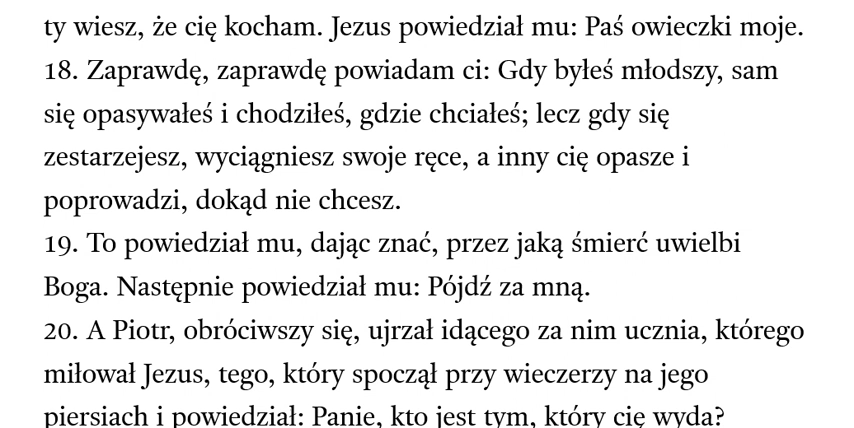 ty wiesz, że cię kocham. Jezus powiedział mu: Paś owieczki moje.
18. Zaprawdę, zaprawdę powiadam ci: Gdy byłeś młodszy, sam
się opasywałeś i chodziłeś, gdzie chciałeś; lecz gdy się
zestarzejesz, wyciągniesz swoje ręce, a inny cię opasze i
poprowadzi, dokąd nie chcesz.
19. To powiedział mu, dając znać, przez jaką śmierć uwielbi
Boga. Następnie powiedział mu: Pójdź za mną.
20. A Piotr, obróciwszy się, ujrzał idącego za nim ucznia, którego
miłował Jezus, tego, który spoczął przy wieczerzy na jego
piersiach i powiedział: Panie, kto jest tym, który cię wyda?